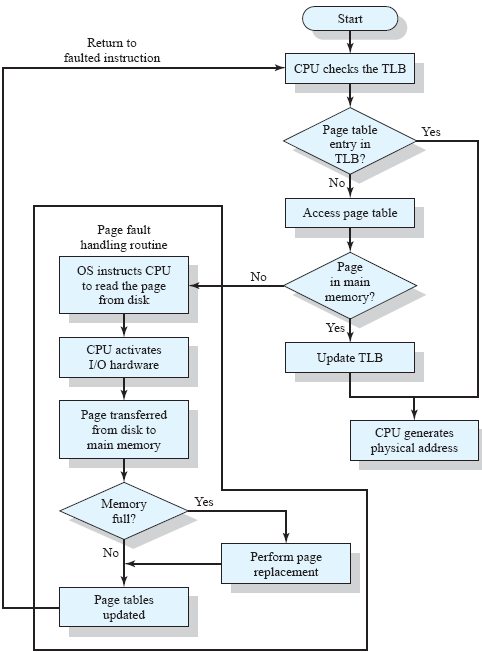 Start
Return to
faulted instruction
CPU checks the TLB
Page table
entry in
TLB?
Yes
No
Access page table
Page fault
handling routine
OS instructs CPU
to read the page
from disk
No
Page
in main
memory?
Yes
CPU activates
I/O hardware
Update TLB
Page transferred
from disk to
main memory
CPU generates
physical address
Memory
full?
Yes
No
Perform page
replacement
Page tables
updated